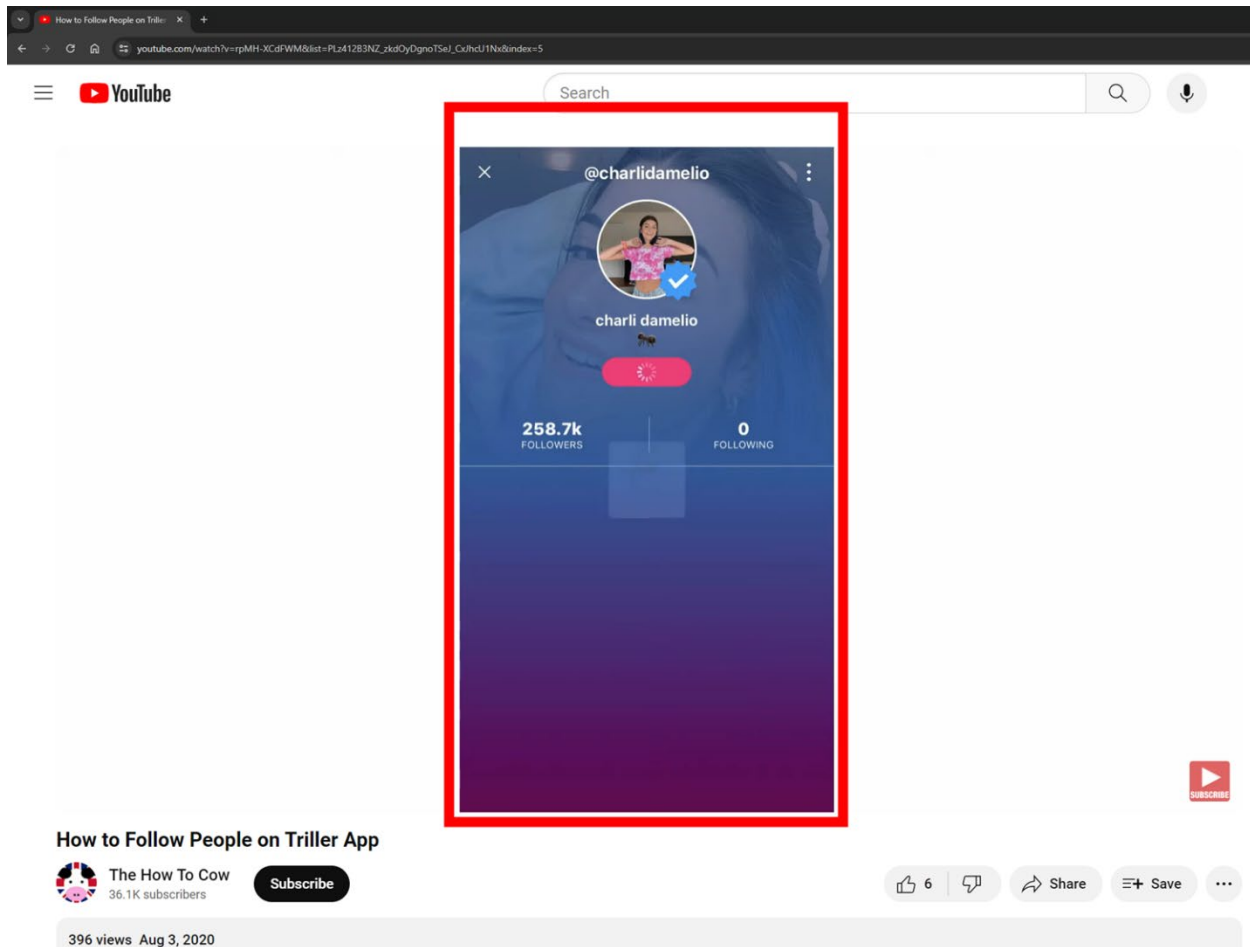 How to Follow People on Triller
youtube.com/watch?v=rpMH-XCdFWM&list=PLz41283NZ_zkdOyDgnoTSeJ_CxJhcU1Nx&index=5
YouTube
Search
@charlidamelio
charli damelio
258.7k
FOLLOWERS
0
FOLLOWING
SUBSCRIBE
How to Follow People on Triller App
The How To Cow
36.1K subscribers
Subscribe
6
Share
Save
396 views Aug 3, 2020